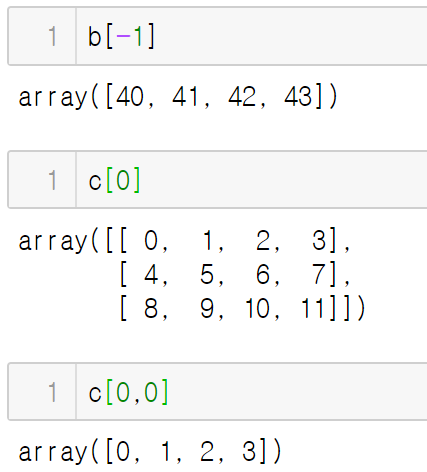 1 b[-1]
array([40, 41, 42, 43])
1 c[0]
array([[ 0, 1, 2, 3],
[ 4, 5, 6, 7],
[ 8, 9, 10, 11]])
1 c[0,0]
array([0, 1, 2, 3])